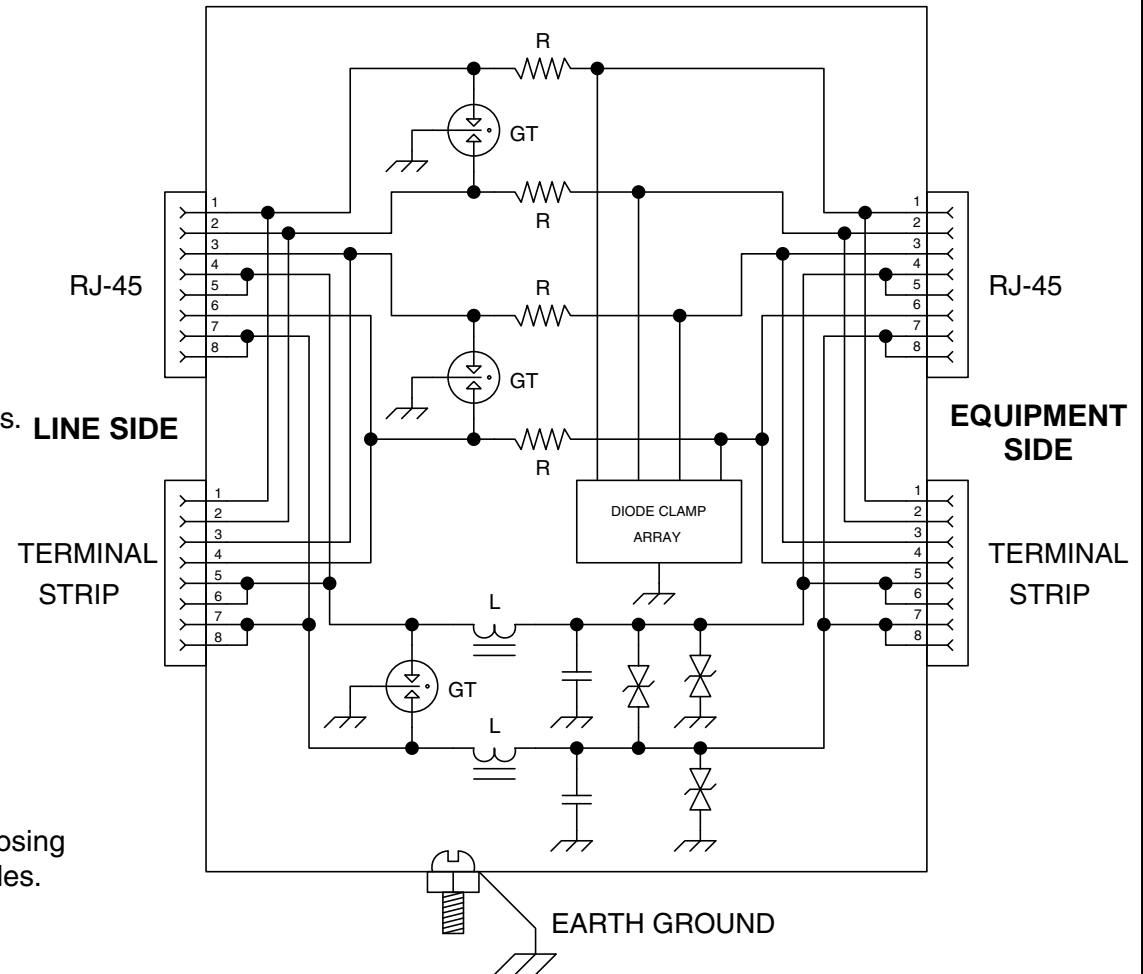 R
GT
R
1
2
3
4
5
6
7
8
RJ-45
1
2
3
4
5
6
7
8
RJ-45
R
GT
R
s.
LINE SIDE
EQUIPMENT
SIDE
1
2
3
4
5
6
7
8
TERMINAL
STRIP
DIODE CLAMP
ARRAY
1
2
3
4
5
6
7
8
TERMINAL
STRIP
L
GT
L
osing
les.
EARTH GROUND